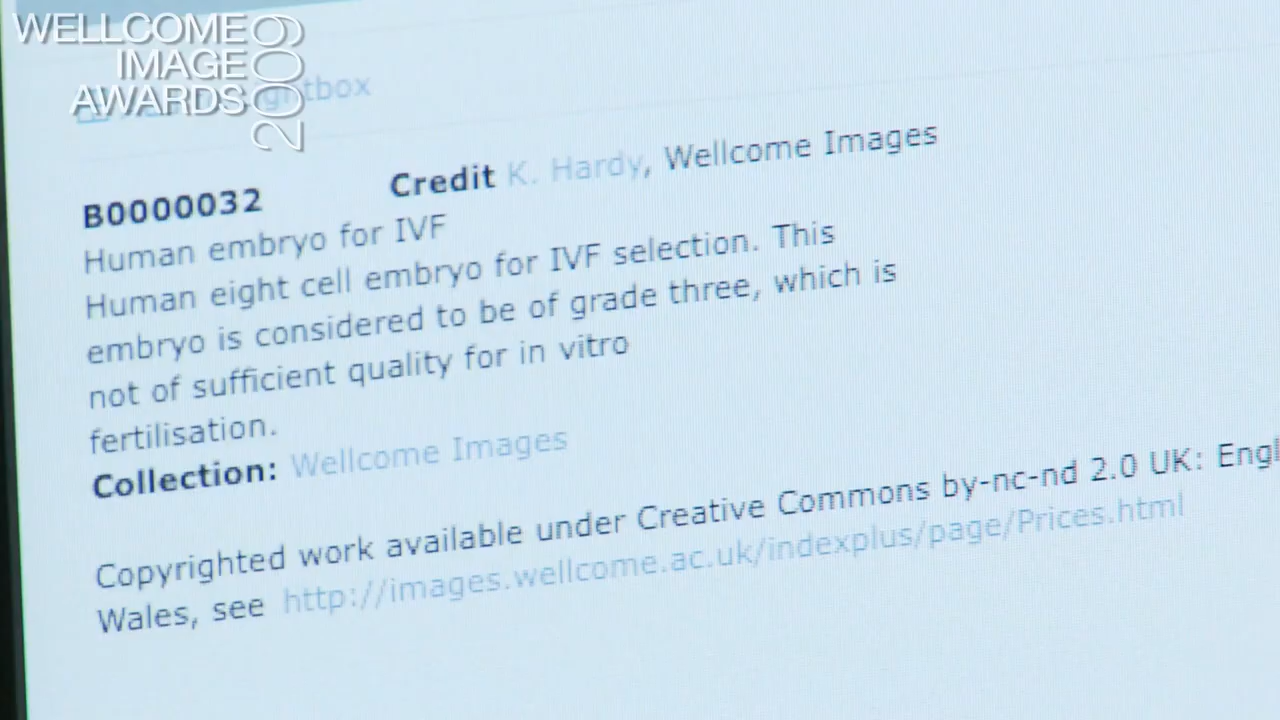 WELLCOME
IMAGE
AWARDS
2009
B0000032 Credit K. Hardy, Wellcome Images
Human embryo for IVF
Human eight cell embryo for IVF selection. This
embryo is considered to be of grade three, which is
not of sufficient quality for in vitro
fertilisation.
Collection: Wellcome Images
Copyrighted work available under Creative Commons by-nc-nd 2.0 UK: Engl
Wales, see http://images.wellcome.ac.uk/indexplus/page/Prices.html